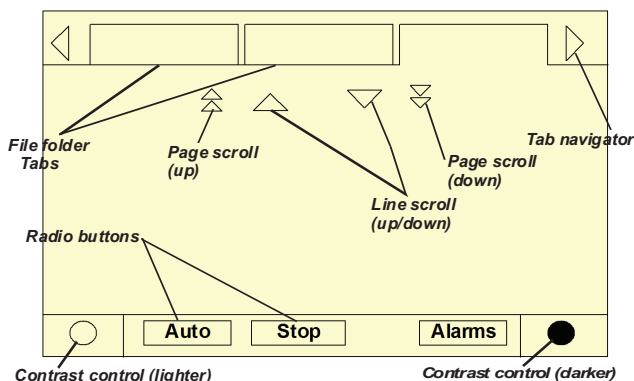 File folder
Tabs
Page scroll
(up)
Line scroll
(up/down)
Page scroll
(down)
Tab navigator
Radio buttons
Auto
Stop
Alarms
Contrast control (lighter)
Contrast control (darker)